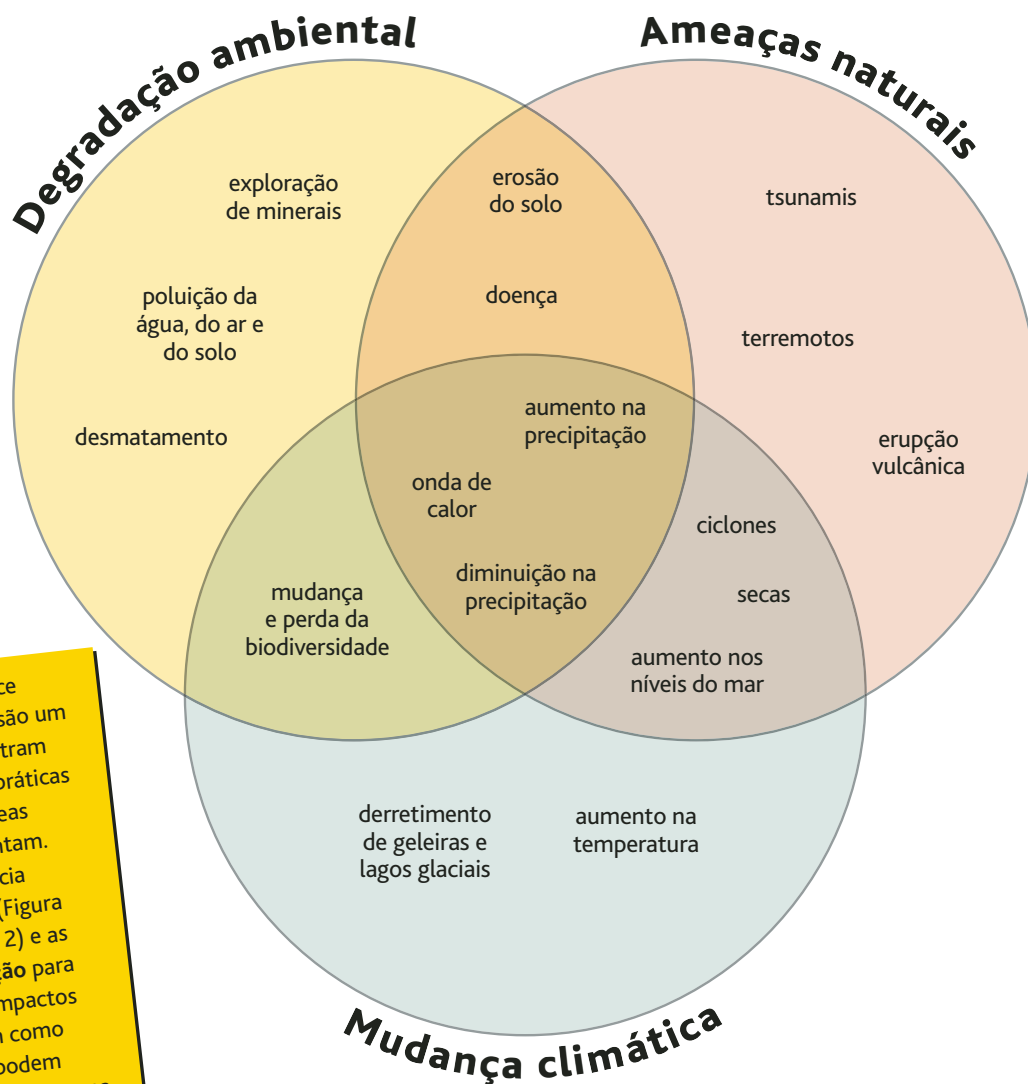 Degradação ambiental
Ameaças naturais
exploração
de minerais
erosão
do solo
tsunamis
poluição da
água, do ar e
do solo
doença
terremotos
desmatamento
aumento na
precipitação
erupção
vulcânica
onda de
calor
ciclones
mudança
e perda da
biodiversidade
diminuição na
precipitação
secas
aumento nos
níveis do mar
derretimento
de geleiras e
lagos glaciais
aumento na
temperatura
Mudança climática
ce
são um
tram
práticas
eas
ntam.
cia
(Figura
2) e as
ção para
mpactos
como
podem